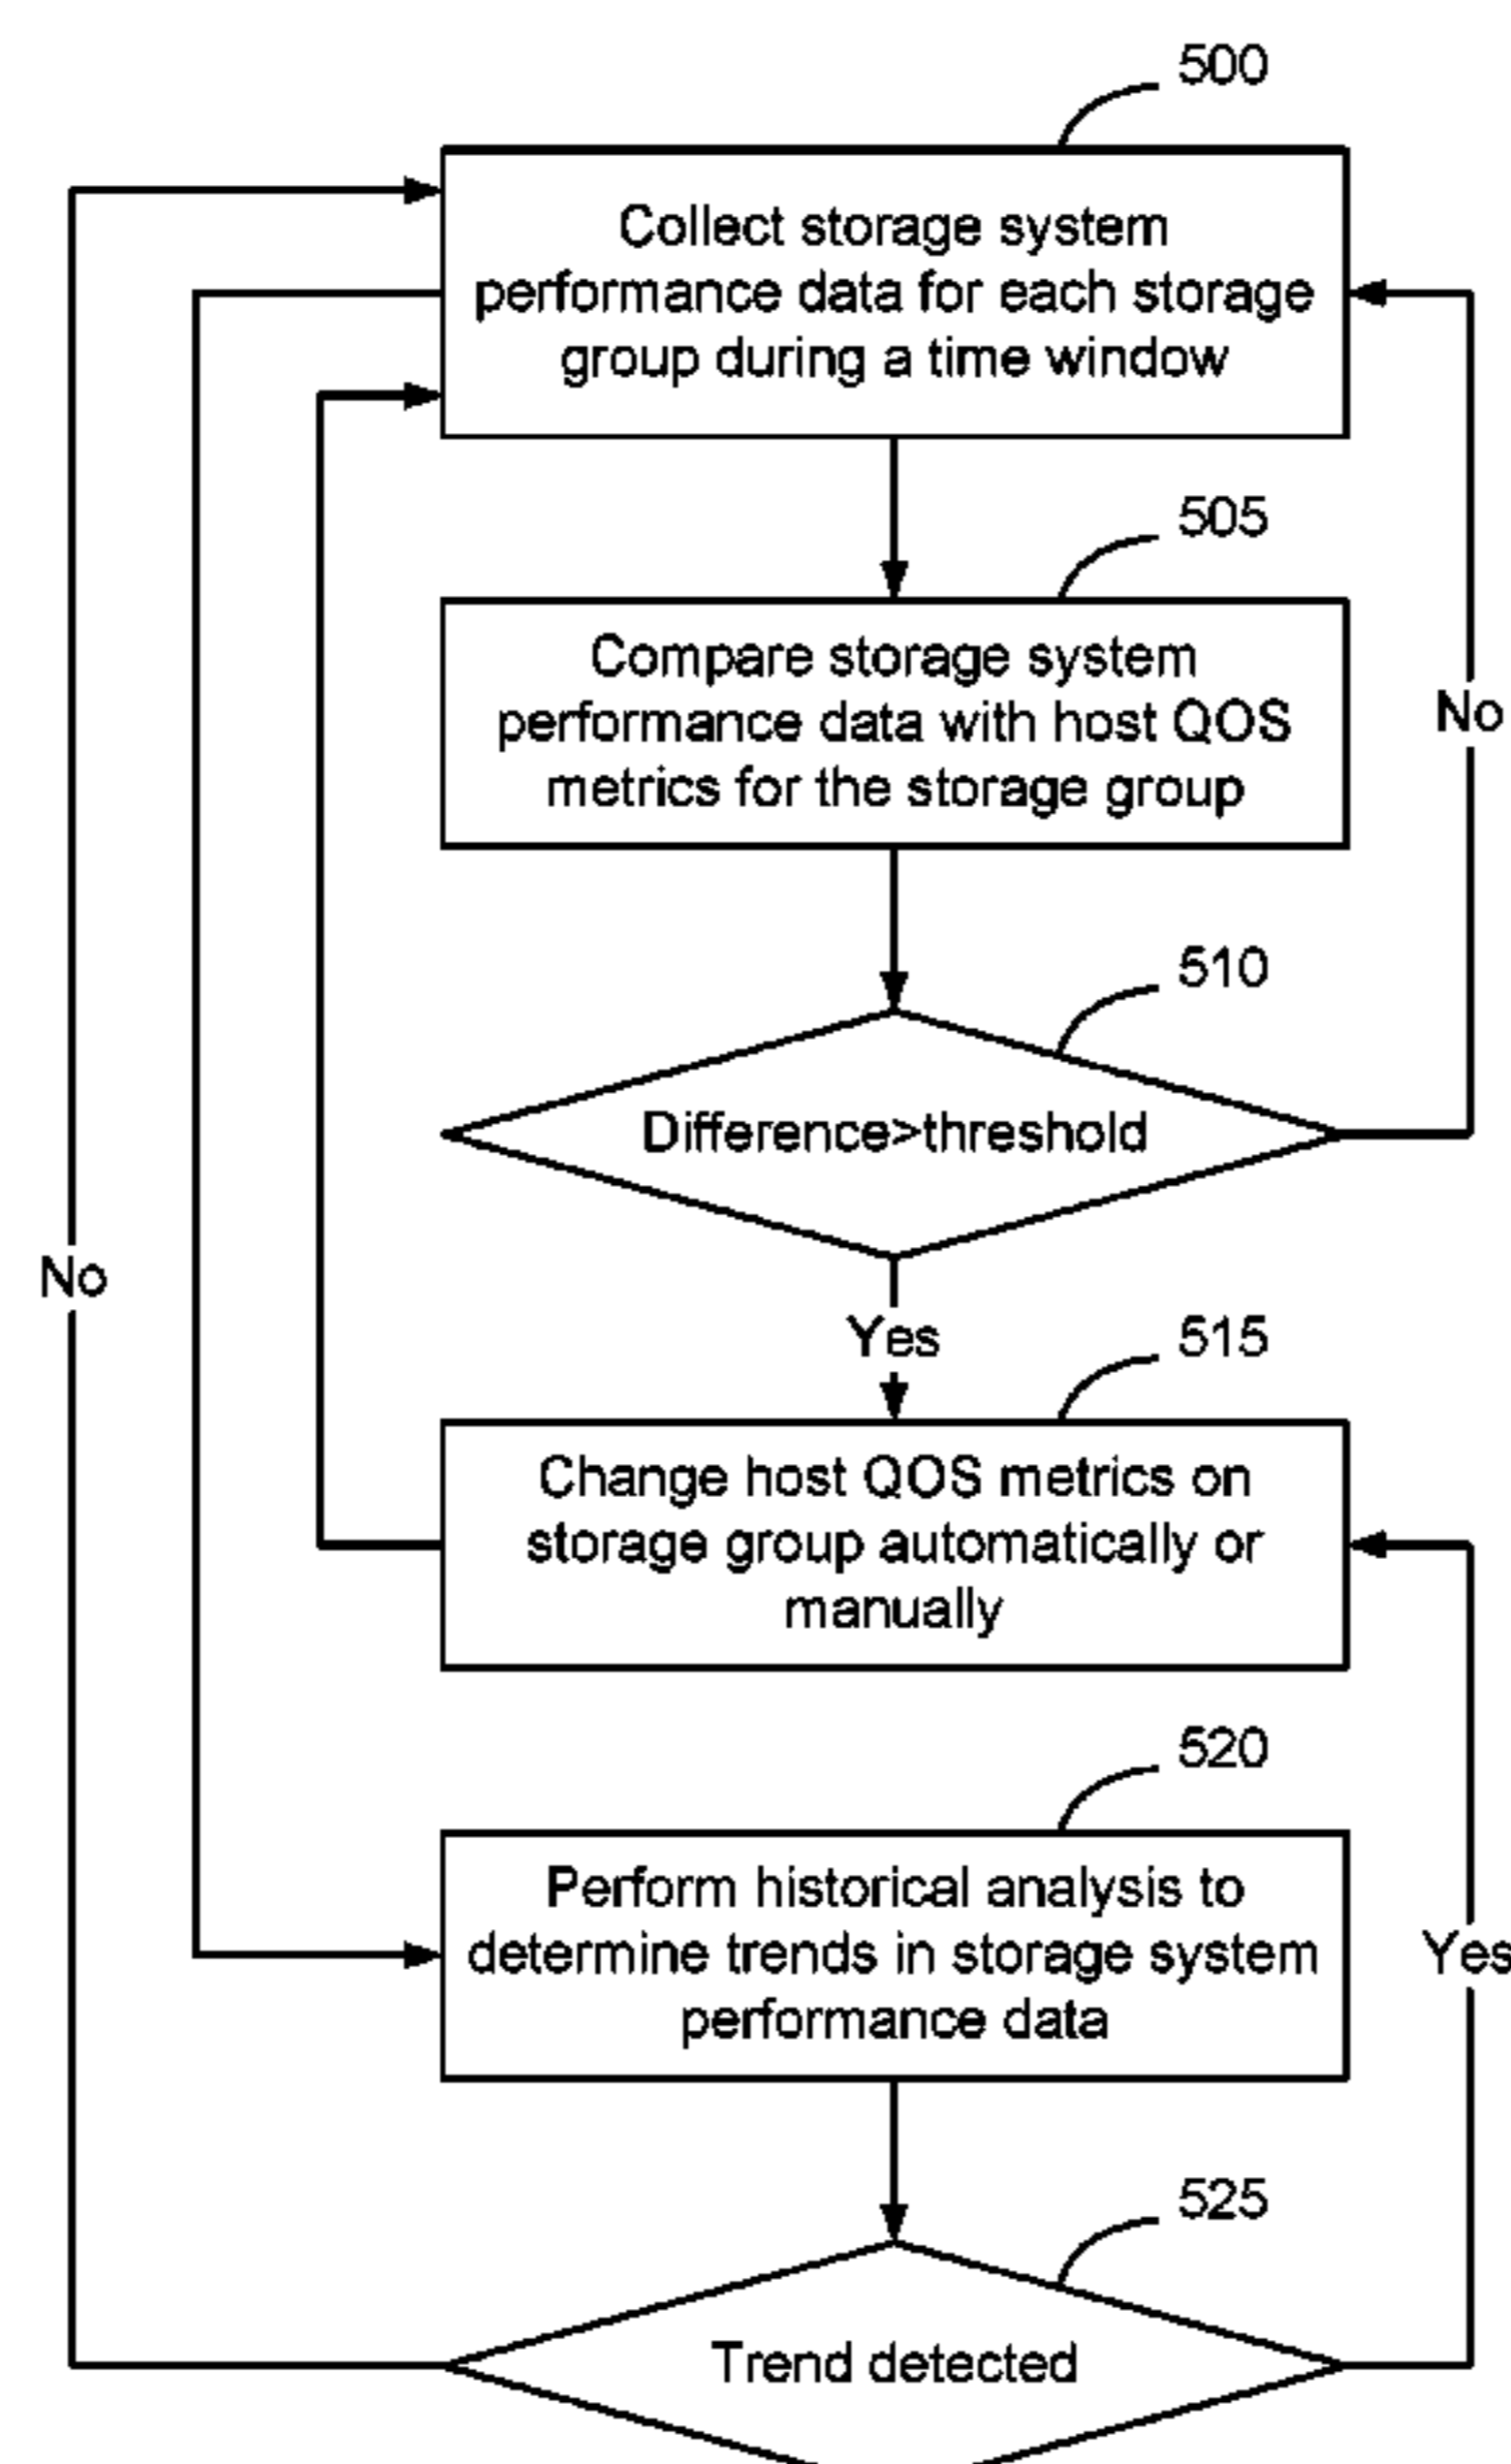 500
Collect storage system
performance data for each storage
group during a time window
505
Compare storage system
performance data with host QOS
metrics for the storage group
No
510
Difference>threshold
No
Yes
515
Change host QOS metrics on
storage group automatically or
manually
520
Perform historical analysis to
determine trends in storage system
performance data
Yes
525
Trend detected